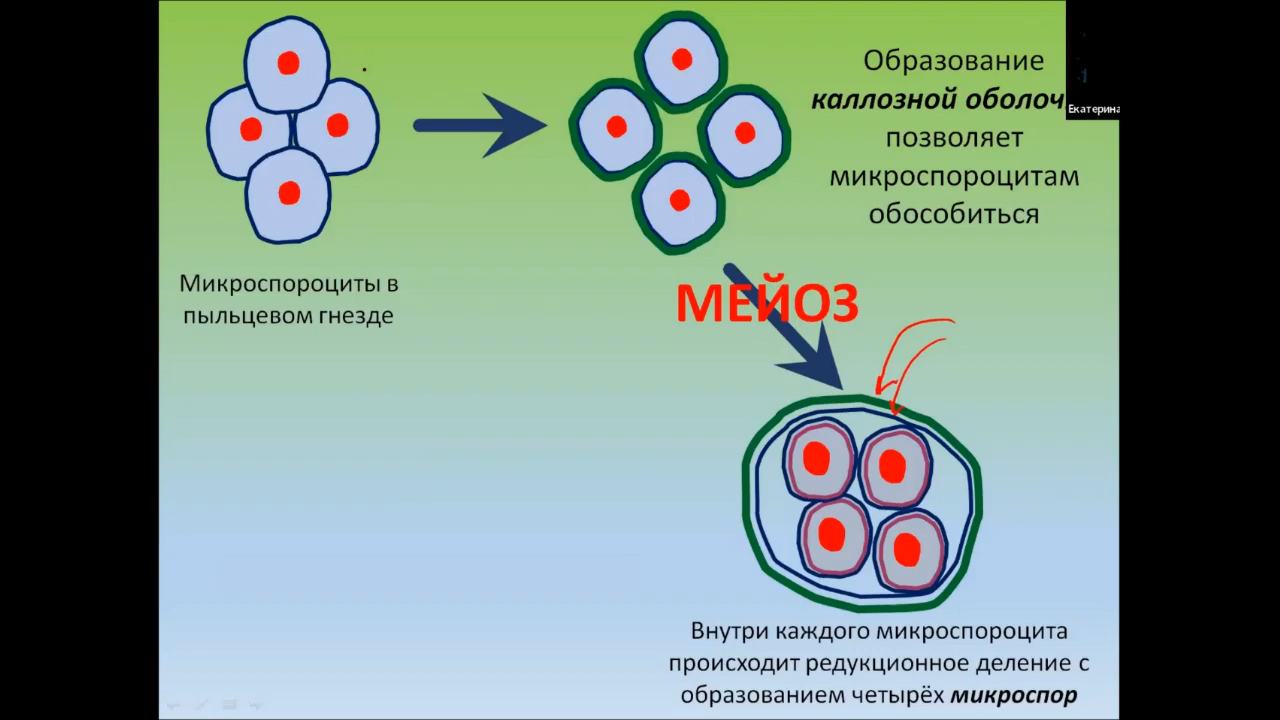 Образование
каллозной оболоч
позволяет
микроспороцитам
обособиться
Екатерина
Микроспороциты в
пыльцевом гнезде
МЕЙОЗ
Внутри каждого микроспороцита
происходит редукционное деление с
образованием четырёх микроспор